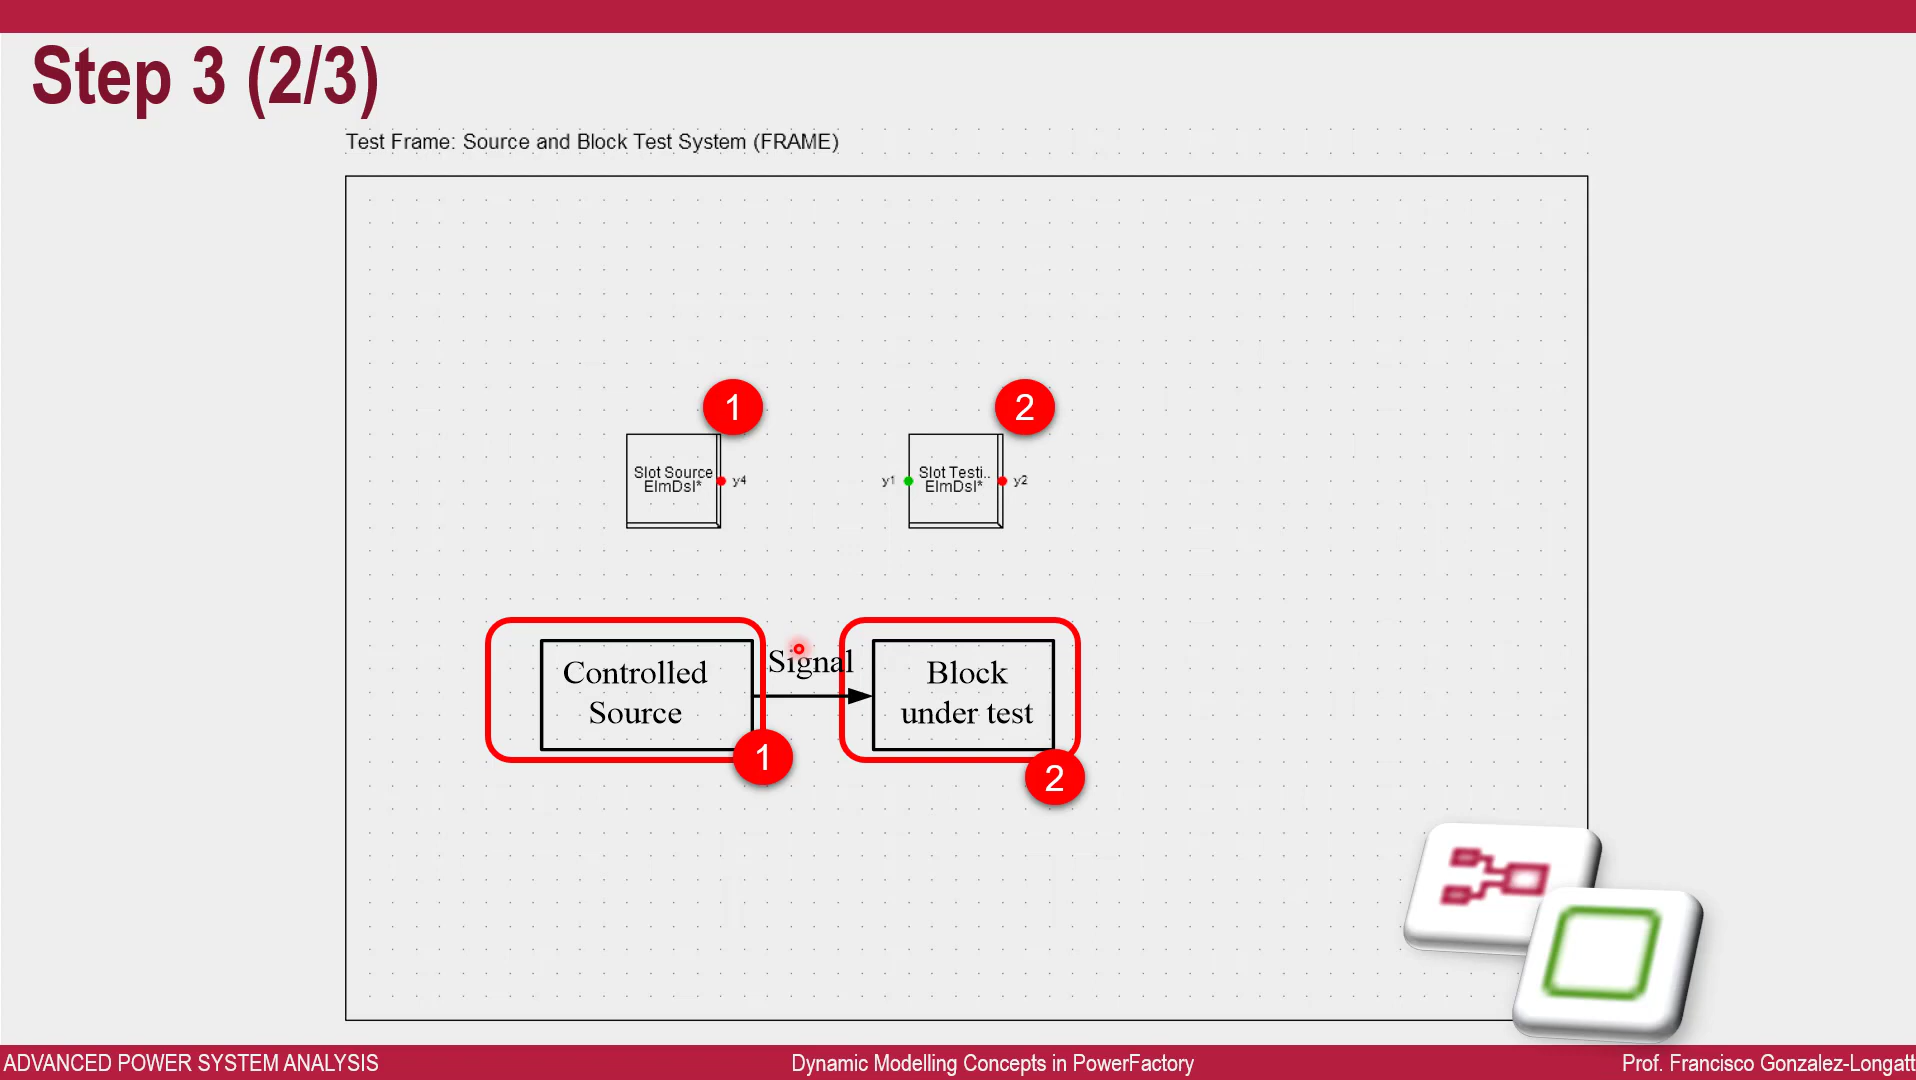 Step 3 (2/3)
Test Frame: Source and Block Test System (FRAME)
1
2
Slot Source
ElmDsl*
y4
y1
Slot Testi..
ElmDsl*
y2
Controlled
Source
Signal
Block
under test
1
2
ADVANCED POWER SYSTEM ANALYSIS
Dynamic Modelling Concepts in PowerFactory
Prof. Francisco Gonzalez-Longatt